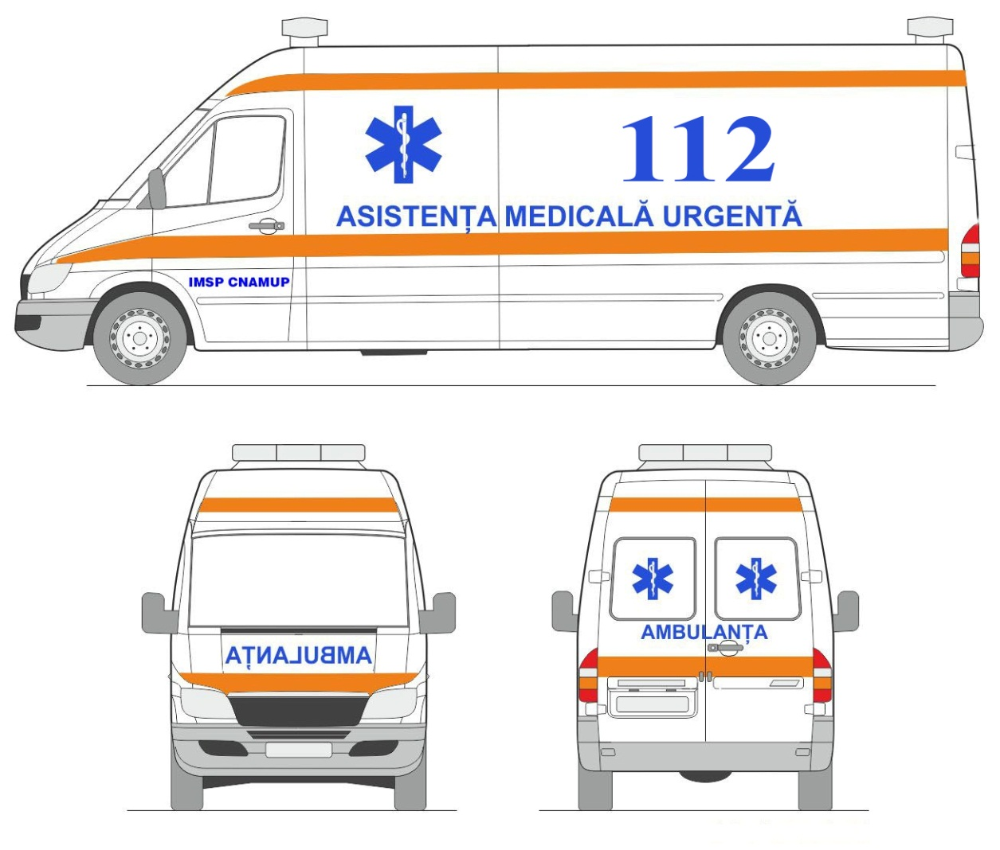 112
ASISTENȚA MEDICALĂ URGENTĂ
IMSP CNAMUP
AMBULANȚA
AMBULANȚA